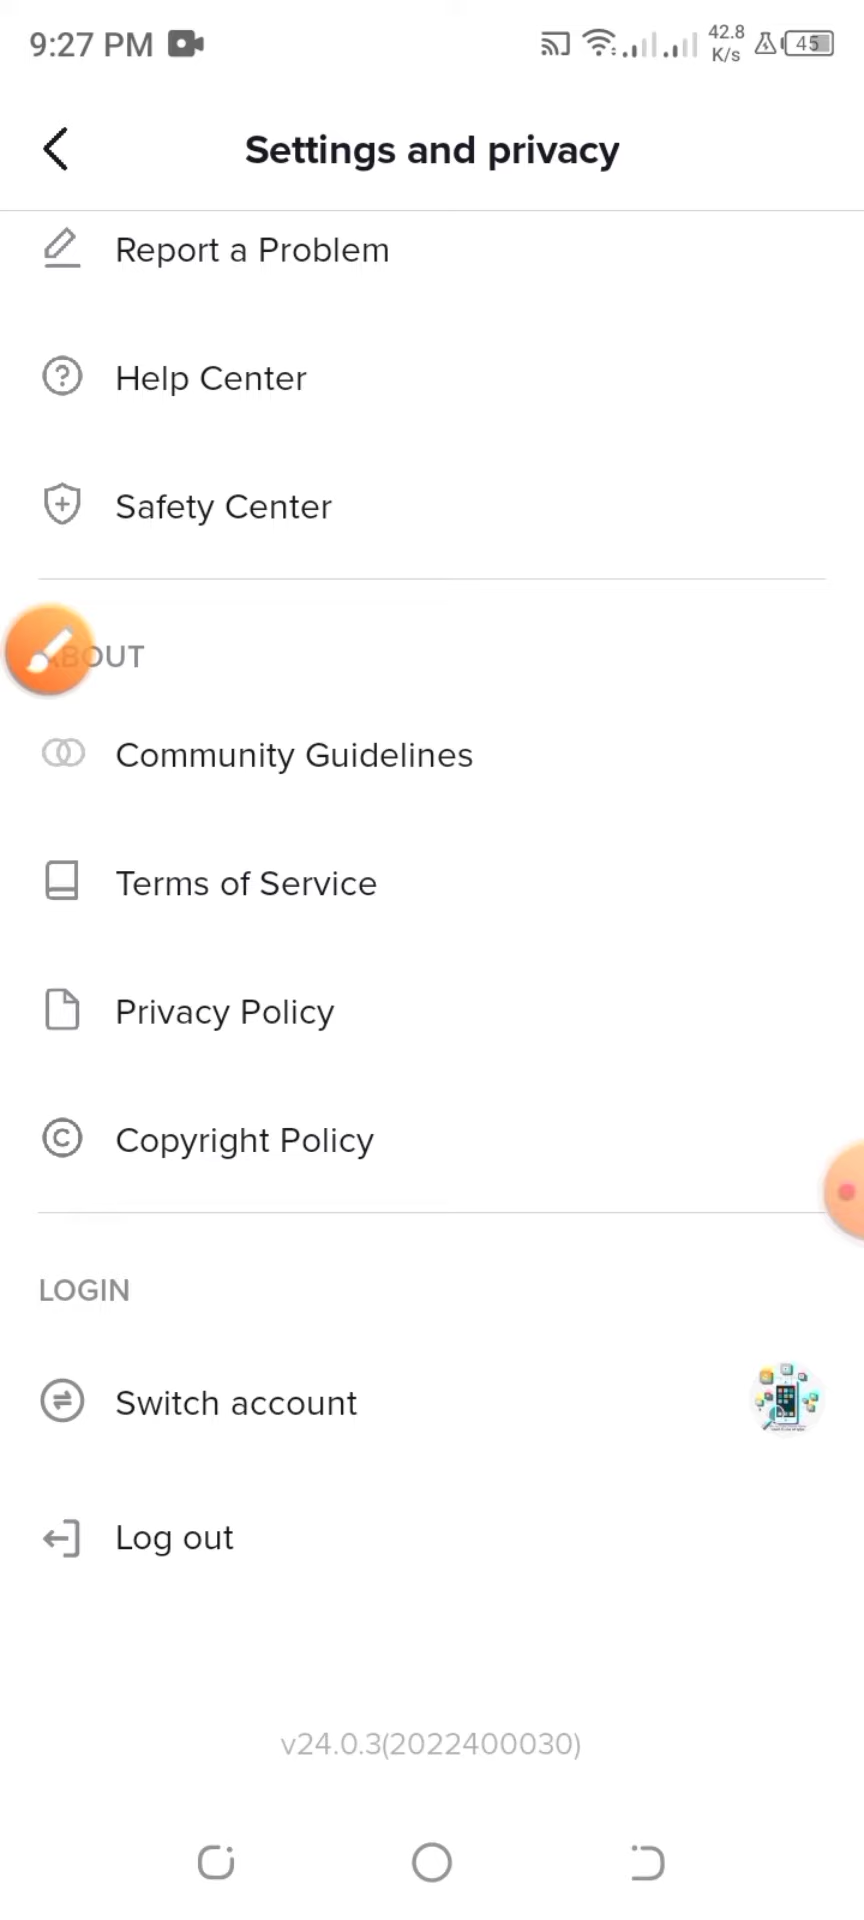 9:27 PM
42.8
K/s
45
Settings and privacy
Report a Problem
Help Center
Safety Center
BOUT
Community Guidelines
Terms of Service
Privacy Policy
Copyright Policy
LOGIN
Switch account
Log out
v24.0.3(2022400030)